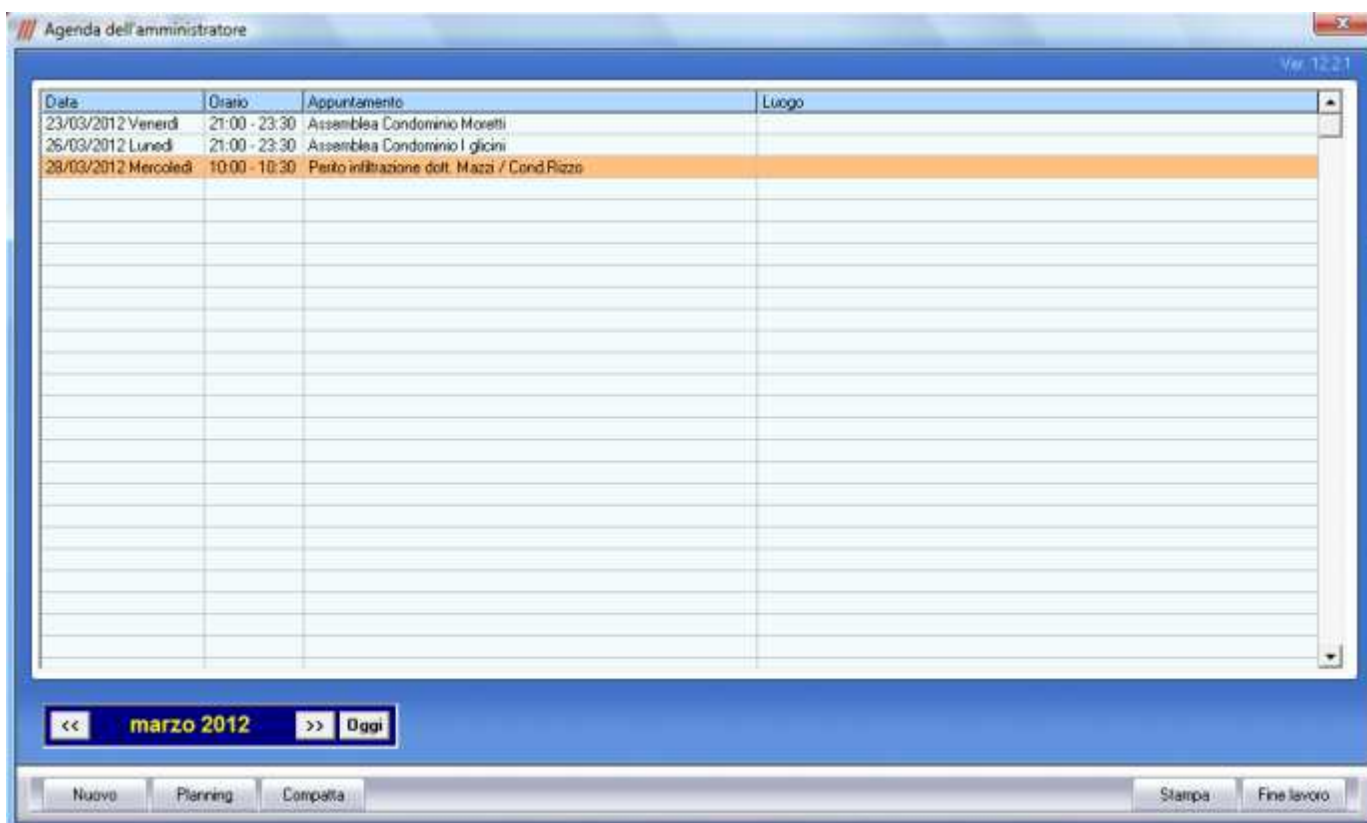 Agenda dell'amministratore
Ver. 12.2.1
Data Orario Appuntamento Luogo
23/03/2012 Venerdì 21:00 - 23:30 Assemblea Condominio Moretti
26/03/2012 Lunedì 21:00 - 23:30 Assemblea Condominio I glicini
28/03/2012 Mercoledì 10:00 - 10:30 Perito infiltrazione dott. Mazzi / Cond.Rizzo
<< marzo 2012 >> Oggi
Nuovo Planning Compatta Stampa Fine lavoro